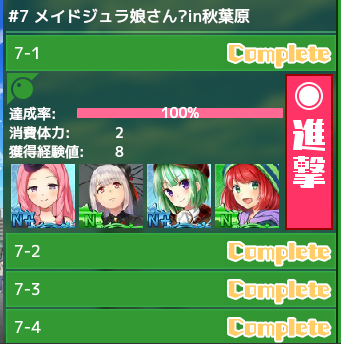 #7 メイドジュラ娘さん?in秋葉原
7-1 Complete
達成率: 100%
消費体力: 2
獲得経験値: 8
進撃
N+ N N+ N
7-2 Complete
7-3 Complete
7-4 Complete